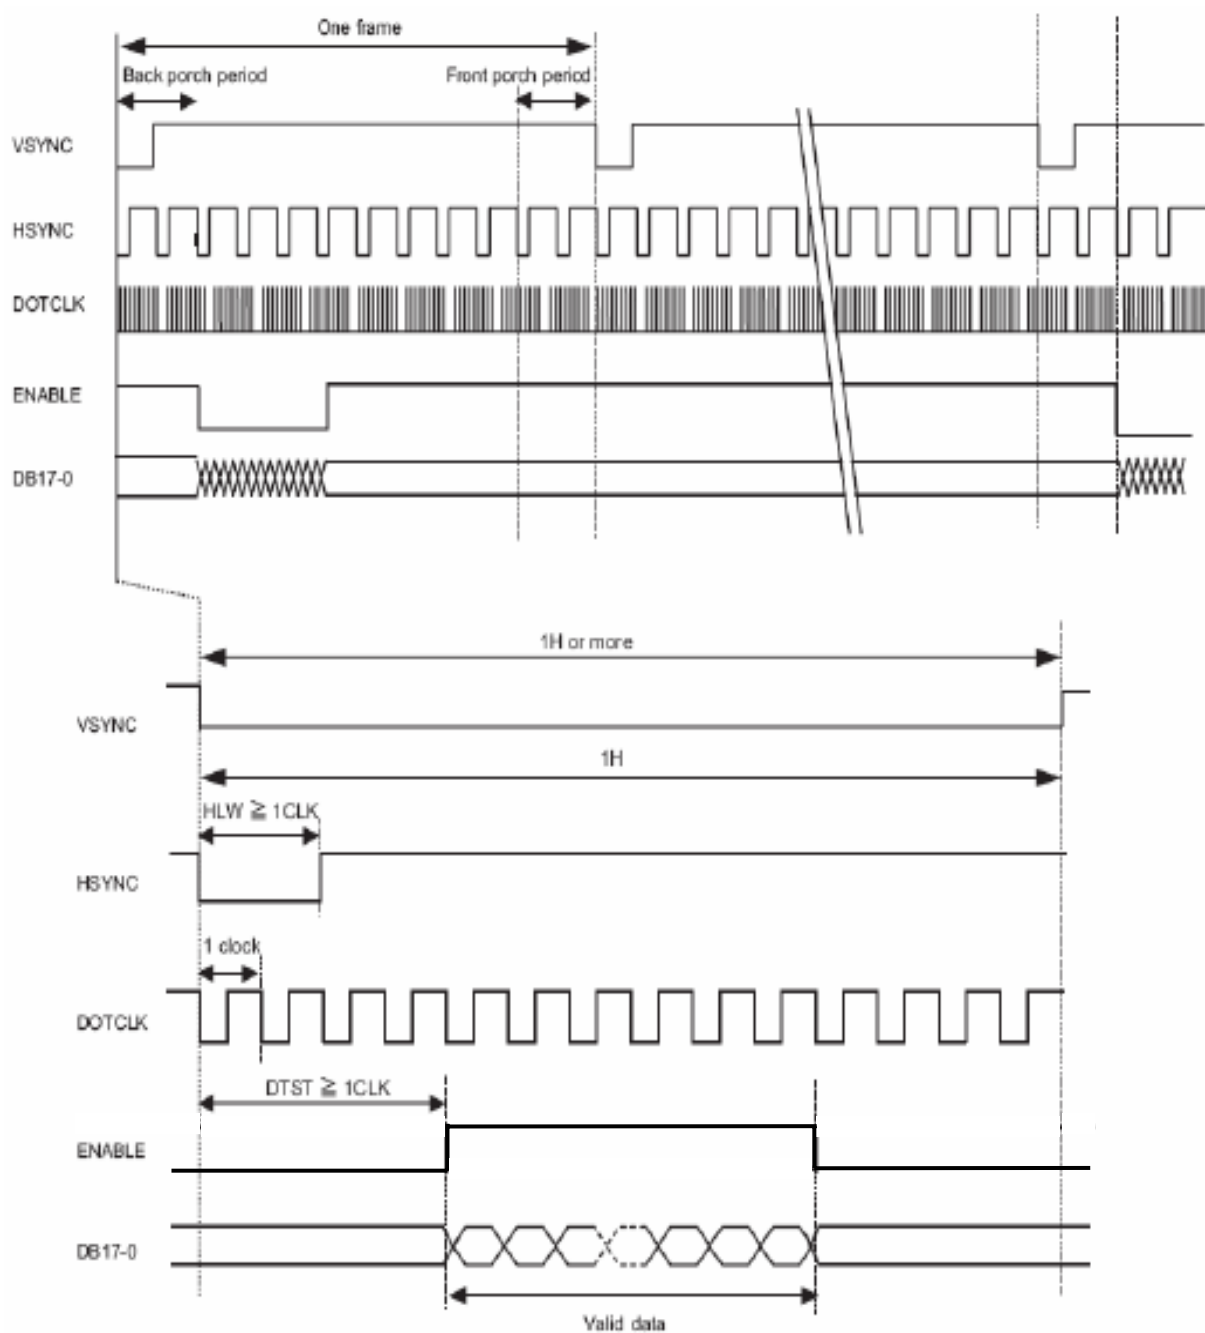 One frame
Back porch period
Front porch period
VSYNC
HSYNC
DOTCLK
ENABLE
DB17-0
1H or more
VSYNC
1H
HLW ≧ 1CLK
HSYNC
1 clock
DOTCLK
DTST ≧ 1CLK
ENABLE
DB17-0
Valid data